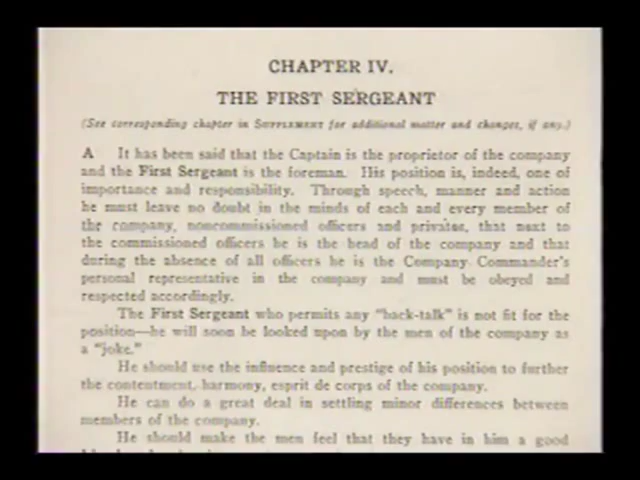 CHAPTER IV.
THE FIRST SERGEANT
(See corresponding chapter in SUPPLEMENT for additional matter and changes, if any.)
A It has been said that the Captain is the proprietor of the company
and the First Sergeant is the foreman. His position is, indeed, one of
importance and responsibility. Through speech, manner and action
he must leave no doubt in the minds of each and every member of
the company, noncommissioned officers and privates, that next to
the commissioned officers he is the head of the company and that
during the absence of all officers he is the Company Commander's
personal representative in the company and must be obeyed and
respected accordingly.
The First Sergeant who permits any "back-talk" is not fit for the
position—he will soon be looked upon by the men of the company as
a "joke."
He should use the influence and prestige of his position to further
the contentment, harmony, esprit de corps of the company.
He can do a great deal in settling minor differences between
members of the company.
He should make the men feel that they have in him a good